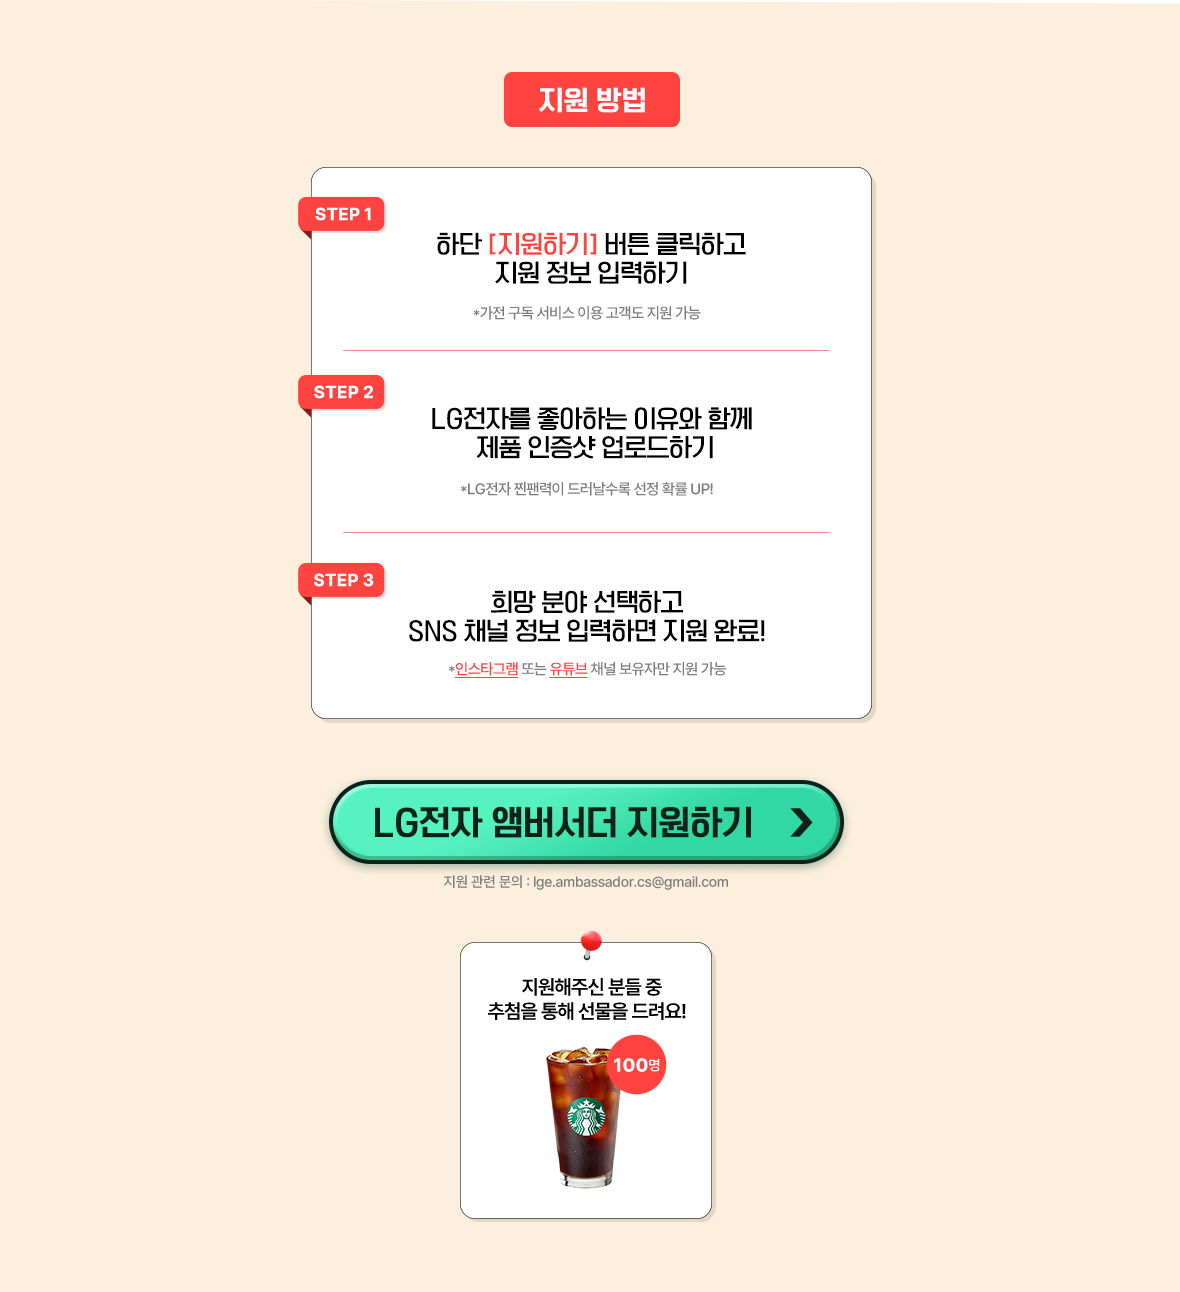 지원 방법
STEP 1
하단 [지원하기] 버튼 클릭하고
지원 정보 입력하기
*가전 구독 서비스 이용 고객도 지원 가능
STEP 2
LG전자를 좋아하는 이유와 함께
제품 인증샷 업로드하기
*LG전자 찐팬력이 드러날수록 선정 확률 UP!
STEP 3
희망 분야 선택하고
SNS 채널 정보 입력하면 지원 완료!
*인스타그램 또는 유튜브 채널 보유자만 지원 가능
LG전자 앰버서더 지원하기
지원 관련 문의 : lge.ambassador.cs@gmail.com
지원해주신 분들 중
추첨을 통해 선물을 드려요!
100명